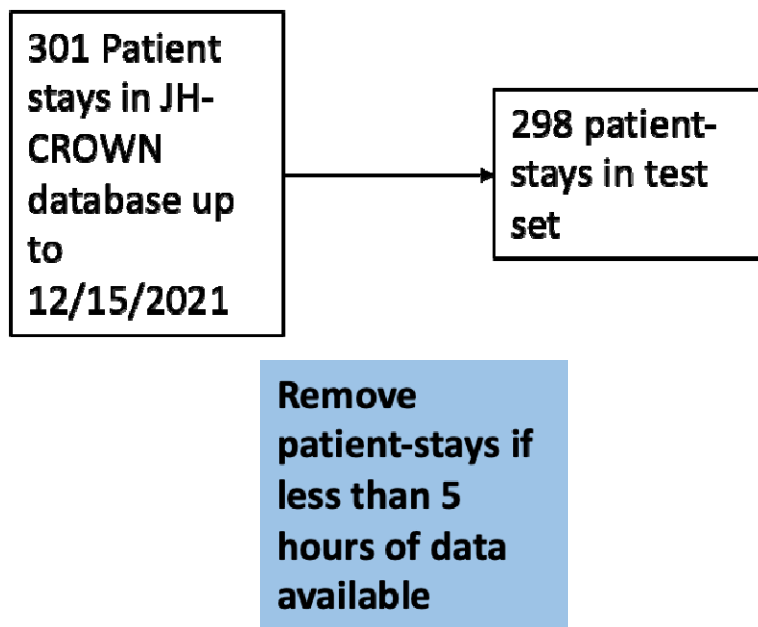 301 Patient
stays in JH-
CROWN
database up
to
12/15/2021
298 patient-
stays in test
set
Remove
patient-stays if
less than 5
hours of data
available